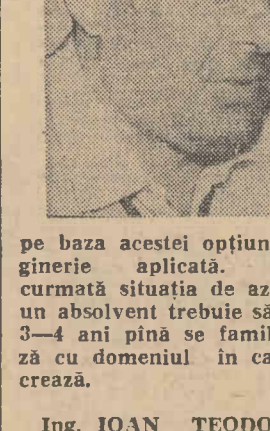 pe baza acestei opțiun
ginerie aplicată.
curmată situația de az
un absolvent trebuie să
3—4 ani pînă se famil
ză cu domeniul în ca
crează.
Ing. IOAN TEODO